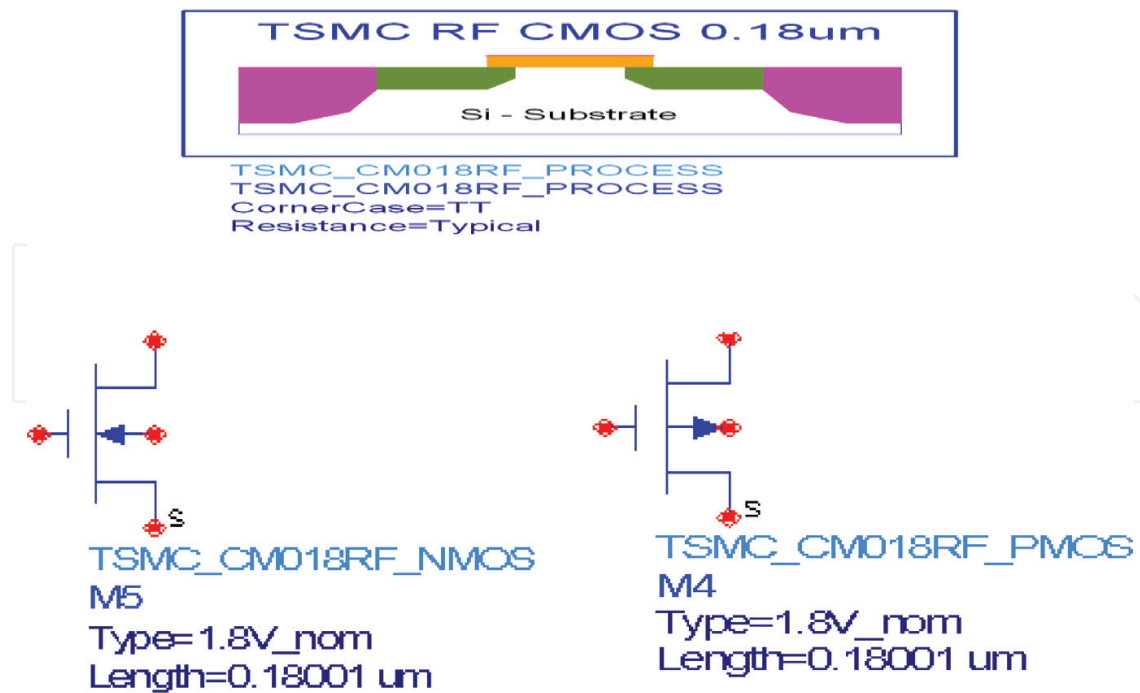 TSMC RF CMOS 0.18um
Si - Substrate
TSMC_CM018RF_PROCESS
TSMC_CM018RF_PROCESS
CornerCase=TT
Resistance=Typical
S
TSMC_CM018RF_NMOS
M5
Type=1.8V_nom
Length=0.18001 um
S
TSMC_CM018RF_PMOS
M4
Type=1.8V_nom
Length=0.18001 um